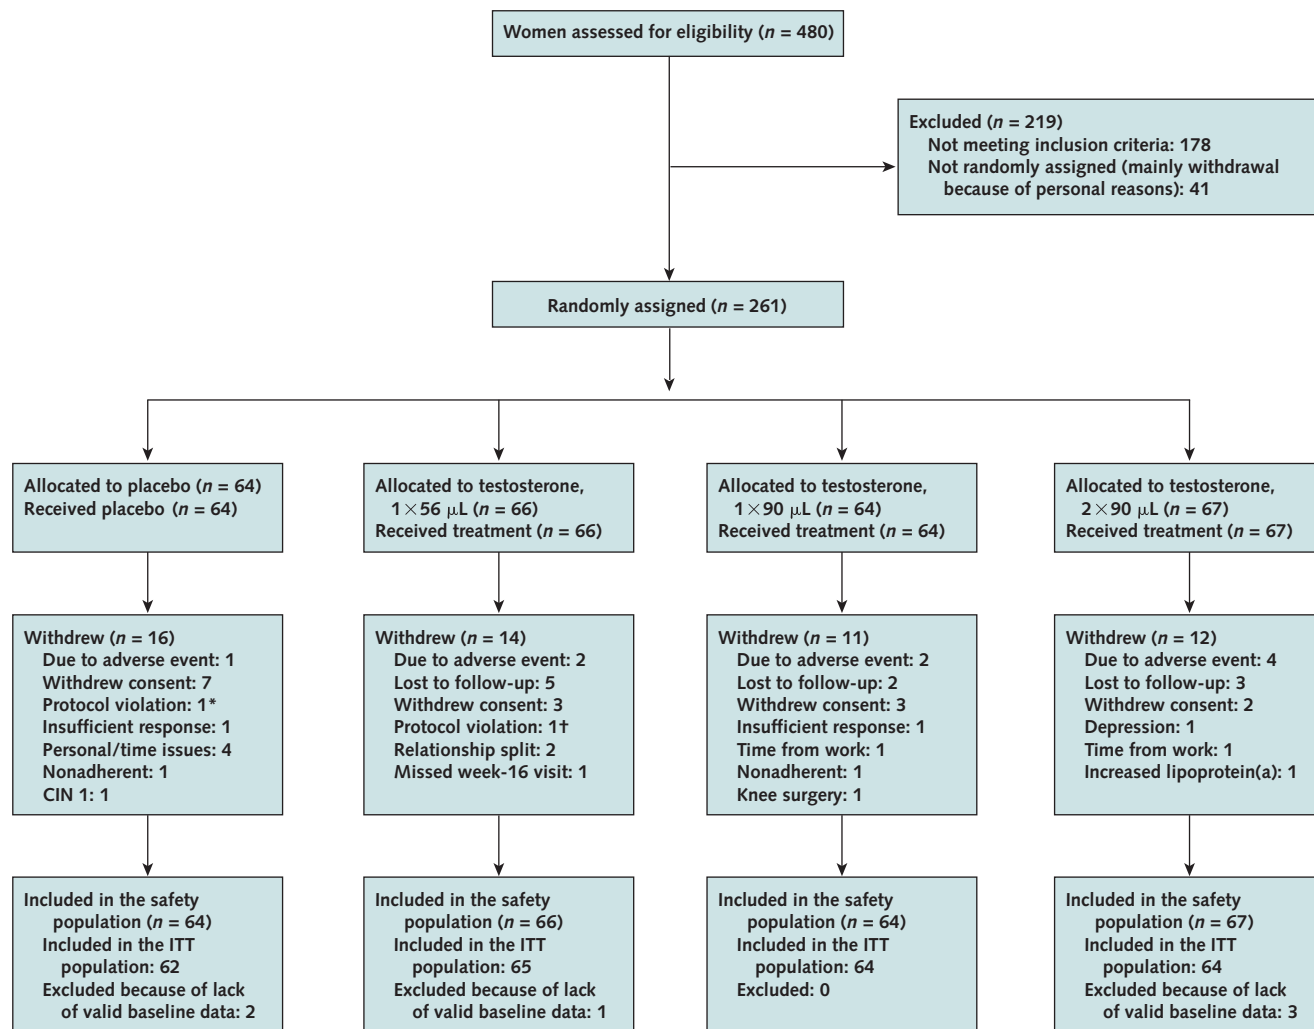 Women assessed for eligibility (n = 480)
Excluded (n = 219)
Not meeting inclusion criteria: 178
Not randomly assigned (mainly withdrawal
because of personal reasons): 41
Randomly assigned (n = 261)
Allocated to placebo (n = 64)
Received placebo (n = 64)
Allocated to testosterone,
1×56 μL (n = 66)
Received treatment (n = 66)
Allocated to testosterone,
1×90 μL (n = 64)
Received treatment (n = 64)
Allocated to testosterone,
2×90 μL (n = 67)
Received treatment (n = 67)
Withdrew (n = 16)
Due to adverse event: 1
Withdrew consent: 7
Protocol violation: 1*
Insufficient response: 1
Personal/time issues: 4
Nonadherent: 1
CIN 1: 1
Withdrew (n = 14)
Due to adverse event: 2
Lost to follow-up: 5
Withdrew consent: 3
Protocol violation: 1†
Relationship split: 2
Missed week-16 visit: 1
Withdrew (n = 11)
Due to adverse event: 2
Lost to follow-up: 2
Withdrew consent: 3
Insufficient response: 1
Time from work: 1
Nonadherent: 1
Knee surgery: 1
Withdrew (n = 12)
Due to adverse event: 4
Lost to follow-up: 3
Withdrew consent: 2
Depression: 1
Time from work: 1
Increased lipoprotein(a): 1
Included in the safety
population (n = 64)
Included in the ITT
population: 62
Excluded because of lack
of valid baseline data: 2
Included in the safety
population (n = 66)
Included in the ITT
population: 65
Excluded because of lack
of valid baseline data: 1
Included in the safety
population (n = 64)
Included in the ITT
population: 64
Excluded: 0
Included in the safety
population (n = 67)
Included in the ITT
population: 64
Excluded because of lack
of valid baseline data: 3